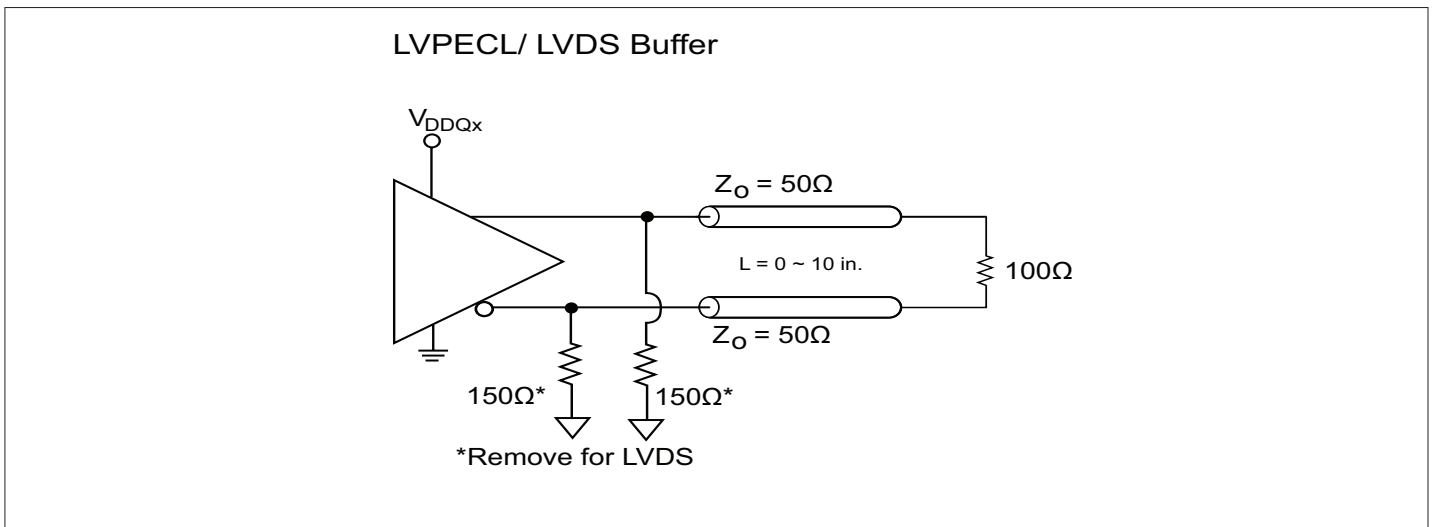 LVPECL/ LVDS Buffer
VDDQx
ZO = 50Ω
L = 0 ~ 10 in.
100Ω
ZO = 50Ω
150Ω*
150Ω*
*Remove for LVDS